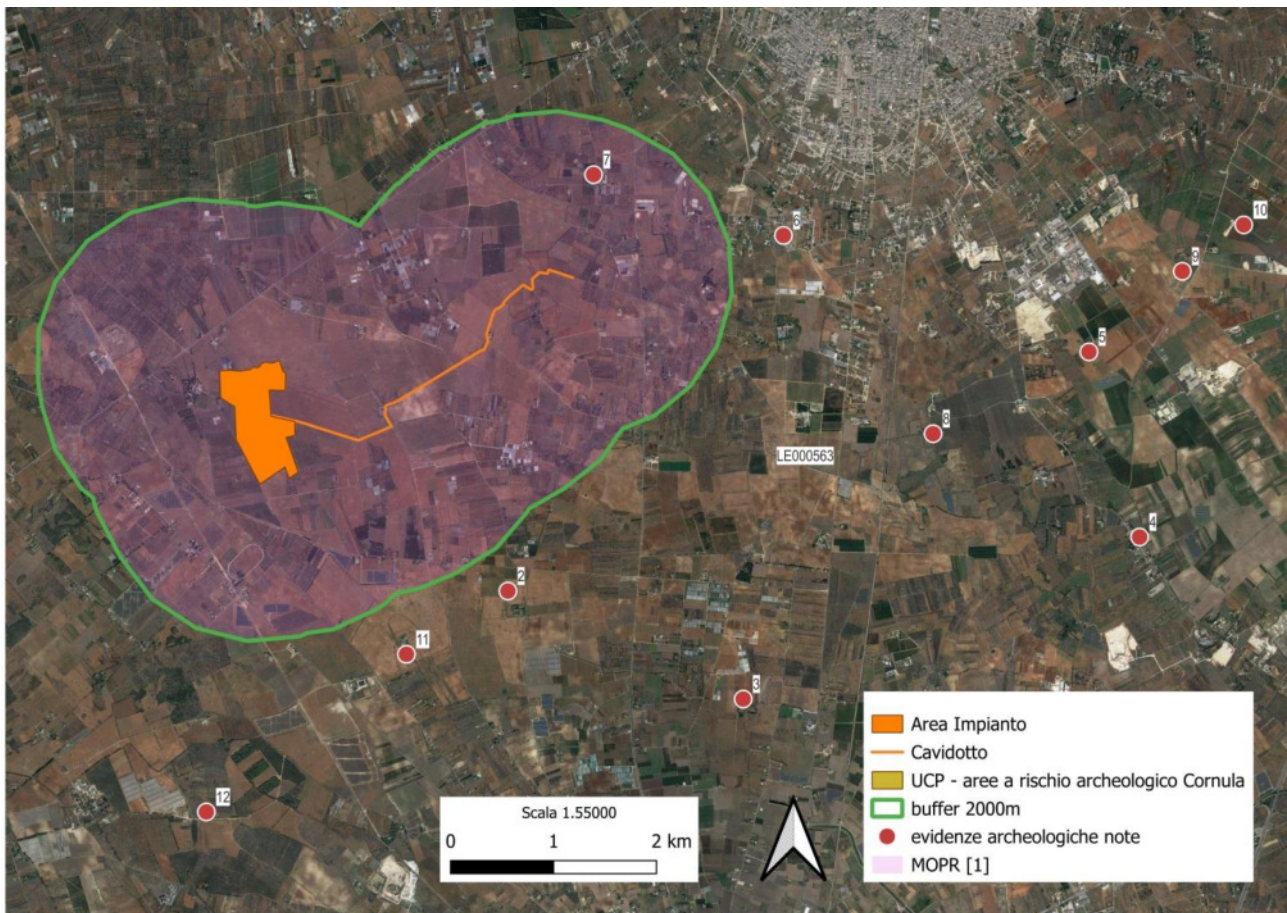 7
6
10
9
5
8
LE000563
4
2
11
3
12
Scala 1.55000
0 1 2 km
Area Impianto
Cavidotto
UCP - aree a rischio archeologico Cornula
buffer 2000m
evidenze archeologiche note
MOPR [1]